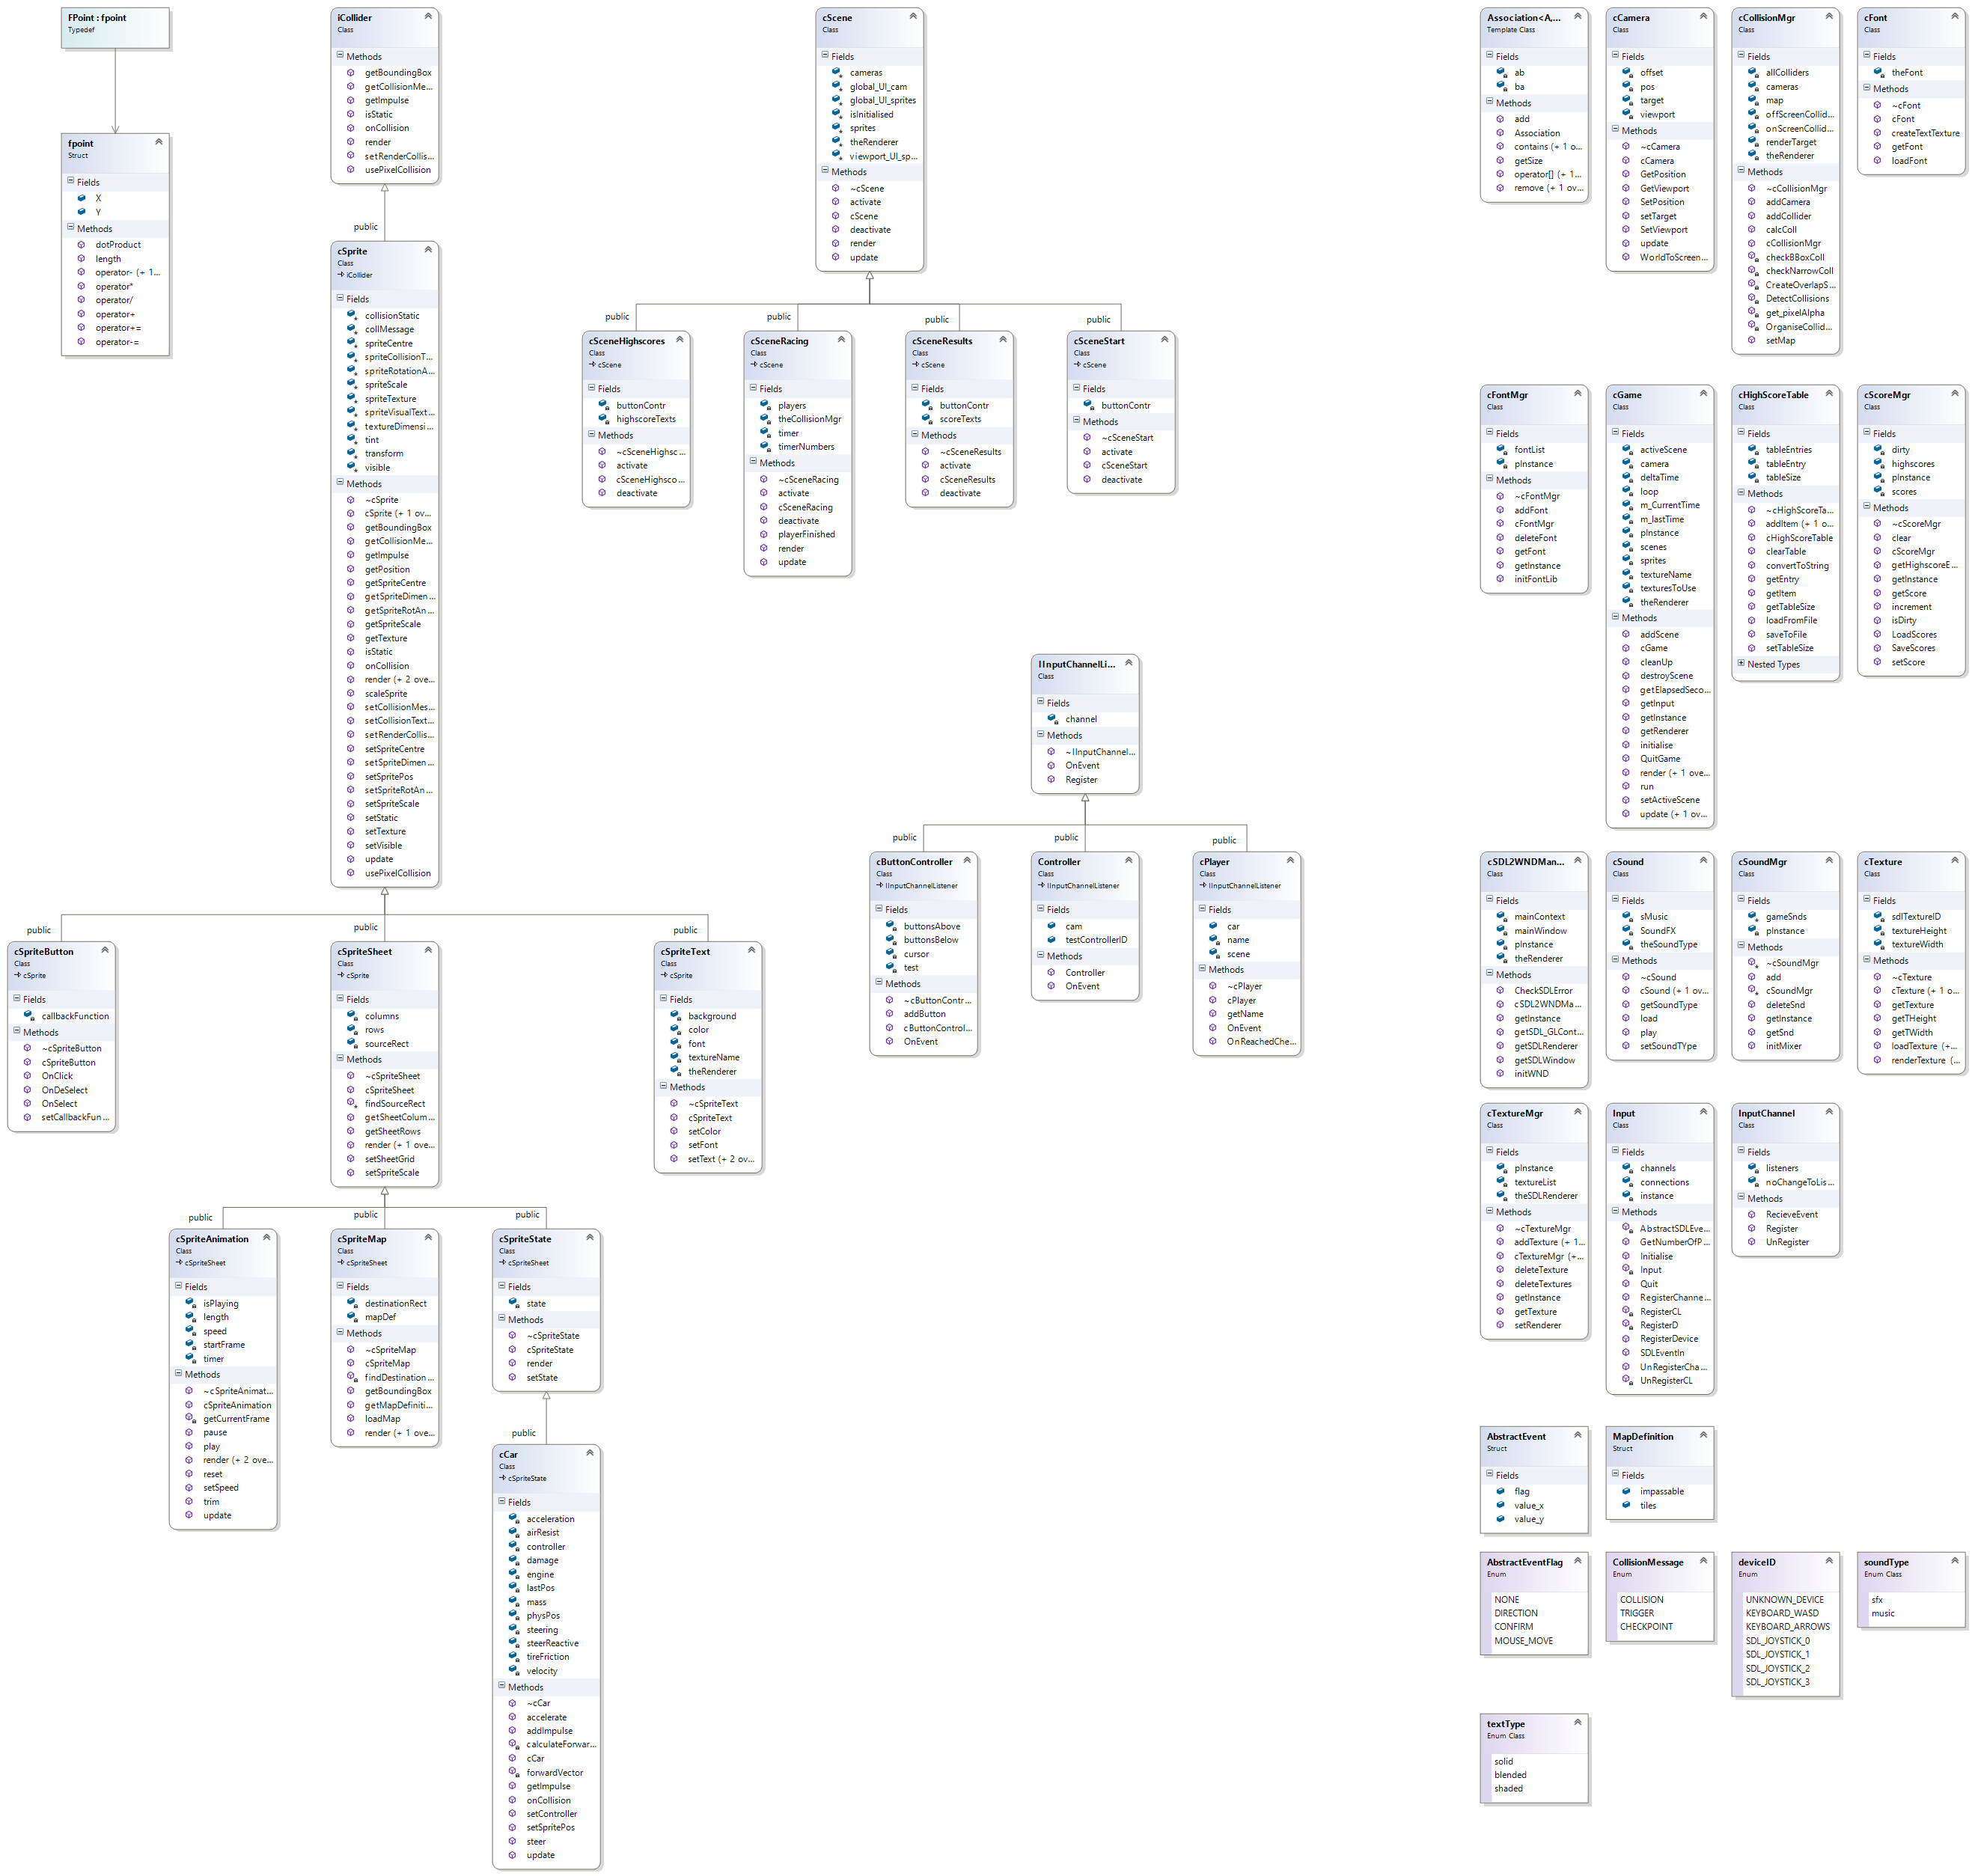 FPoint : fpoint
Typedef
fpoint
Struct
Fields
X
Y
Methods
dotProduct
length
operator- (+ 1...
operator*
operator/
operator+
operator+=
operator-=
iCollider
Class
Methods
getBoundingBox
getCollisionMe...
getImpulse
isStatic
onCollision
render
setRenderCollis...
usePixelCollision
public
cSprite
Class
iCollider
Fields
collisionStatic
collMessage
spriteCentre
spriteCollisionT...
spriteRotationA...
spriteScale
spriteTexture
spriteVisualText...
textureDimensi...
tint
transform
visible
Methods
~cSprite
cSprite (+ 1 ove...
getBoundingBox
getCollisionMe...
getImpulse
getPosition
getSpriteCentre
getSpriteDimen...
getSpriteRotAn...
getSpriteScale
getTexture
isStatic
onCollision
render (+ 2 ove...
scaleSprite
setCollisionMes...
setCollisionText...
setRenderCollis...
setSpriteCentre
setSpriteDimen...
setSpritePos
setSpriteRotAn...
setSpriteScale
setStatic
setTexture
setVisible
update
usePixelCollision
public
public
public
cSpriteButton
Class
cSprite
Fields
callbackFunction
Methods
~cSpriteButton
cSpriteButton
OnClick
OnDeSelect
OnSelect
setCallbackFun...
cSpriteSheet
Class
cSprite
Fields
columns
rows
sourceRect
Methods
~cSpriteSheet
cSpriteSheet
findSourceRect
getSheetColum...
getSheetRows
render (+ 1 ove...
setSheetGrid
setSpriteScale
cSpriteText
Class
cSprite
Fields
background
color
font
textureName
theRenderer
Methods
~cSpriteText
cSpriteText
setColor
setFont
setText (+ 2 ov...
public
public
public
cSpriteAnimation
Class
cSpriteSheet
Fields
isPlaying
length
speed
startFrame
timer
Methods
~cSpriteAnimat...
cSpriteAnimation
getCurrentFrame
pause
play
render (+ 2 ove...
reset
setSpeed
trim
update
cSpriteMap
Class
cSpriteSheet
Fields
destinationRect
mapDef
Methods
~cSpriteMap
cSpriteMap
findDestination...
getBoundingBox
getMapDefiniti...
loadMap
render (+ 1 ove...
cSpriteState
Class
cSpriteSheet
Fields
state
Methods
~cSpriteState
cSpriteState
render
setState
public
cCar
Class
cSpriteState
Fields
acceleration
airResist
controller
damage
engine
lastPos
mass
physPos
steering
steerReactive
tireFriction
velocity
Methods
~cCar
accelerate
addImpulse
calculateForwar...
cCar
forwardVector
getImpulse
onCollision
setController
setSpritePos
steer
update
cScene
Class
Fields
cameras
global_UI_cam
global_UI_sprites
isInitialised
sprites
theRenderer
viewport_UI_sp...
Methods
~cScene
activate
cScene
deactivate
render
update
public
public
public
public
cSceneHighscores
Class
cScene
Fields
buttonContr
highscoreTexts
Methods
~cSceneHighsc...
activate
cSceneHighsco...
deactivate
cSceneRacing
Class
cScene
Fields
players
theCollisionMgr
timer
timerNumbers
Methods
~cSceneRacing
activate
cSceneRacing
deactivate
playerFinished
render
update
cSceneResults
Class
cScene
Fields
buttonContr
scoreTexts
Methods
~cSceneResults
activate
cSceneResults
deactivate
cSceneStart
Class
cScene
Fields
buttonContr
Methods
~cSceneStart
activate
cSceneStart
deactivate
IInputChannelLi...
Class
Fields
channel
Methods
~IInputChannel...
OnEvent
Register
public
public
public
cButtonController
Class
IInputChannelListener
Fields
buttonsAbove
buttonsBelow
cursor
test
Methods
~cButtonContr...
addButton
cButtonControl...
OnEvent
Controller
Class
IInputChannelListener
Fields
cam
testControllerID
Methods
Controller
OnEvent
cPlayer
Class
IInputChannelListener
Fields
car
name
scene
Methods
~cPlayer
cPlayer
getName
OnEvent
OnReachedChe...
Association<A,...
Template Class
Fields
ab
ba
Methods
add
Association
contains (+ 1 o...
getSize
operator[] (+ 1...
remove (+ 1 ov...
cCamera
Class
Fields
offset
pos
target
viewport
Methods
~cCamera
cCamera
GetPosition
GetViewport
SetPosition
setTarget
SetViewport
update
WorldToScreen...
cCollisionMgr
Class
Fields
allColliders
cameras
map
offScreenCollid...
onScreenCollid...
renderTarget
theRenderer
Methods
~cCollisionMgr
addCamera
addCollider
calcColl
cCollisionMgr
checkBBoxColl
checkNarrowColl
CreateOverlapS...
DetectCollisions
get_pixelAlpha
OrganiseCollid...
setMap
cFont
Class
Fields
theFont
Methods
~cFont
cFont
createTextTexture
getFont
loadFont
cFontMgr
Class
Fields
fontList
pInstance
Methods
~cFontMgr
addFont
cFontMgr
deleteFont
getFont
getInstance
initFontLib
cGame
Class
Fields
activeScene
camera
deltaTime
loop
m_CurrentTime
m_lastTime
pInstance
scenes
sprites
textureName
texturesToUse
theRenderer
Methods
addScene
cGame
cleanUp
destroyScene
getElapsedSeco...
getInput
getInstance
getRenderer
initialise
QuitGame
render (+ 1 ove...
run
setActiveScene
update (+ 1 ov...
cHighScoreTable
Class
Fields
tableEntries
tableEntry
tableSize
Methods
~cHighScoreTa...
addItem (+ 1 o...
cHighScoreTable
clearTable
convertToString
getEntry
getItem
getTableSize
loadFromFile
saveToFile
setTableSize
Nested Types
cScoreMgr
Class
Fields
dirty
highscores
pInstance
scores
Methods
~cScoreMgr
clear
cScoreMgr
getHighscoreE...
getInstance
getScore
increment
isDirty
LoadScores
SaveScores
setScore
cSDL2WNDMan...
Class
Fields
mainContext
mainWindow
pInstance
theRenderer
Methods
CheckSDLError
cSDL2WNDMa...
getInstance
getSDL_GLCont...
getSDLRenderer
getSDLWindow
initWND
cSound
Class
Fields
sMusic
SoundFX
theSoundType
Methods
~cSound
cSound (+ 1 ov...
getSoundType
load
play
setSoundTYpe
cSoundMgr
Class
Fields
gameSnds
pInstance
Methods
~cSoundMgr
add
cSoundMgr
deleteSnd
getInstance
getSnd
initMixer
cTexture
Class
Fields
sdlTextureID
textureHeight
textureWidth
Methods
~cTexture
cTexture (+ 1 o...
getTexture
getTHeight
getTWidth
loadTexture (+...
renderTexture (...
cTextureMgr
Class
Fields
pInstance
textureList
theSDLRenderer
Methods
~cTextureMgr
addTexture (+ 1...
cTextureMgr (+...
deleteTexture
deleteTextures
getInstance
getTexture
setRenderer
Input
Class
Fields
channels
connections
instance
Methods
AbstractSDLEve...
GetNumberOfP...
Initialise
Input
Quit
RegisterChanne...
RegisterCL
RegisterD
RegisterDevice
SDLEventIn
UnRegisterCha...
UnRegisterCL
InputChannel
Class
Fields
listeners
noChangeToLis...
Methods
RecieveEvent
Register
UnRegister
AbstractEvent
Struct
Fields
flag
value_x
value_y
MapDefinition
Struct
Fields
impassable
tiles
AbstractEventFlag
Enum
NONE
DIRECTION
CONFIRM
MOUSE_MOVE
CollisionMessage
Enum
COLLISION
TRIGGER
CHECKPOINT
deviceID
Enum
UNKNOWN_DEVICE
KEYBOARD_WASD
KEYBOARD_ARROWS
SDL_JOYSTICK_0
SDL_JOYSTICK_1
SDL_JOYSTICK_2
SDL_JOYSTICK_3
soundType
Enum Class
sfx
music
textType
Enum Class
solid
blended
shaded